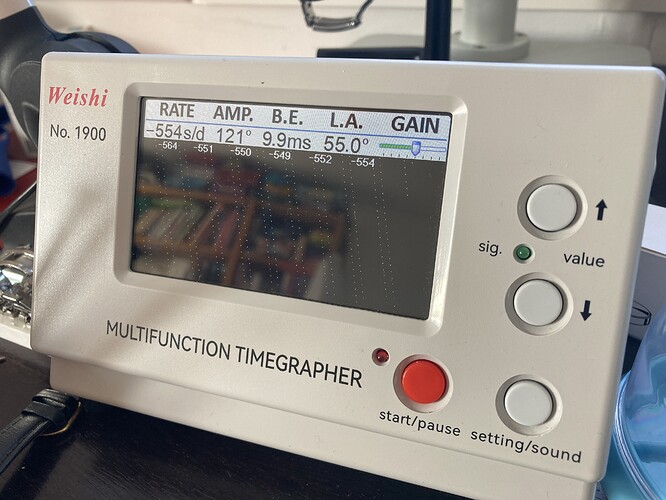 Weishi
No. 1900
RATE AMP. B.E. L.A. GAIN
-554s/d 121° 9.9ms 55.0°
-564 -551 -550 -549 -552 -554
sig.
value
MULTIFUNCTION TIMEGRAPHER
start/pause
setting/sound